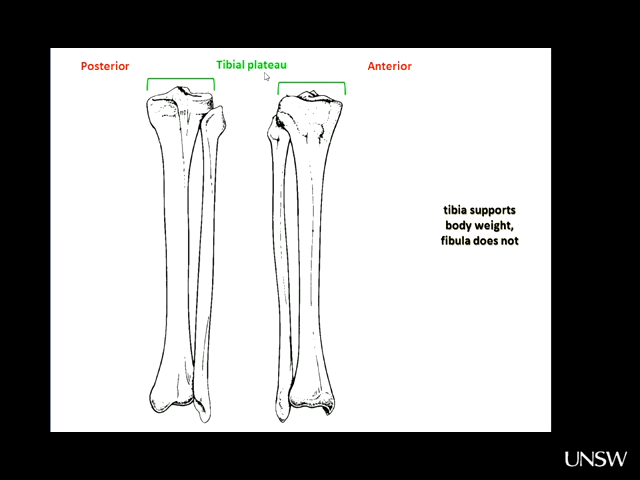 Posterior
Tibial plateau
Anterior
tibia supports
body weight,
fibula does not
UNSW